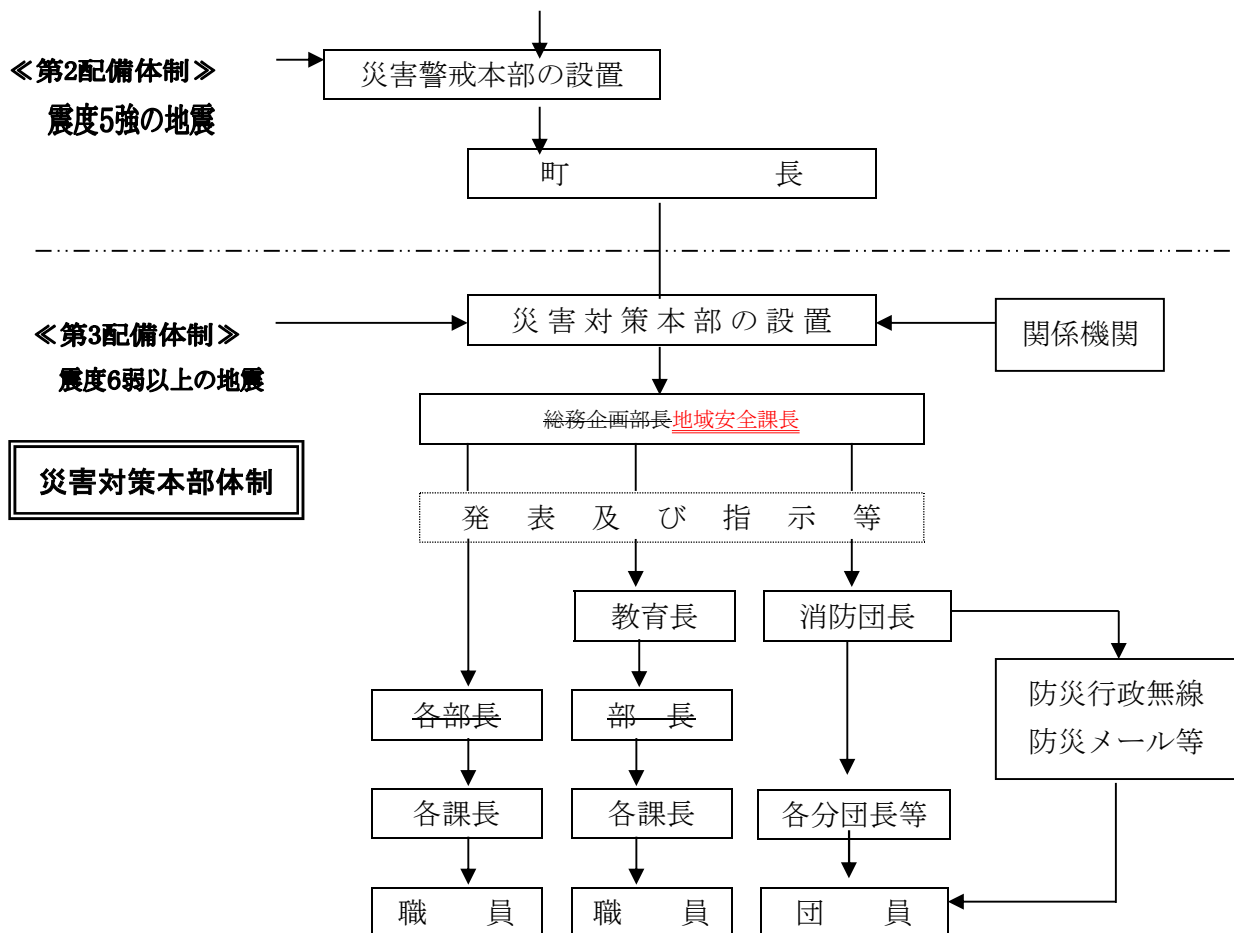 ≪第2配備体制≫
震度5強の地震
災害警戒本部の設置
町　　　　長
≪第3配備体制≫
震度6弱以上の地震
災害対策本部の設置
関係機関
総務企画部長地域安全課長
災害対策本部体制
発表及び指示等
教育長
消防団長
各部長
部　長
防災行政無線
防災メール等
各課長
各課長
各分団長等
職　　員
職　　員
団　　員